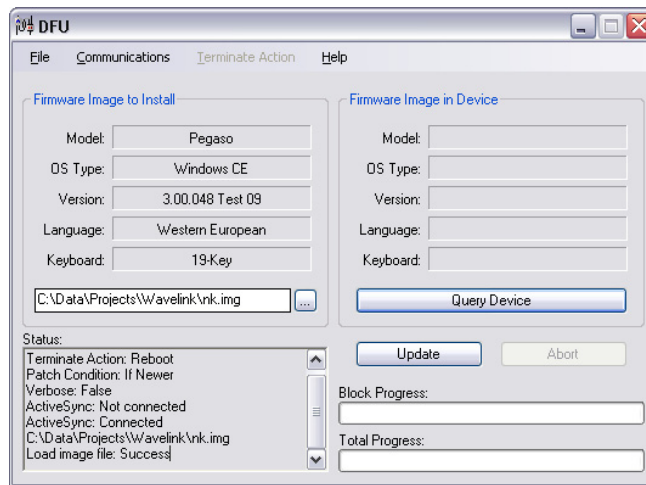 DFU
File Communications Terminate Action Help
Firmware Image to Install
Model: Pegaso
OS Type: Windows CE
Version: 3.00.048 Test 09
Language: Western European
Keyboard: 19-Key
C:\Data\Projects\Wavelink\nk.img ...
Firmware Image in Device
Model:
OS Type:
Version:
Language:
Keyboard:
Query Device
Status:
Terminate Action: Reboot
Patch Condition: If Newer
Verbose: False
ActiveSync: Not connected
ActiveSync: Connected
C:\Data\Projects\Wavelink\nk.img
Load image file: Success
Update Abort
Block Progress:
Total Progress: